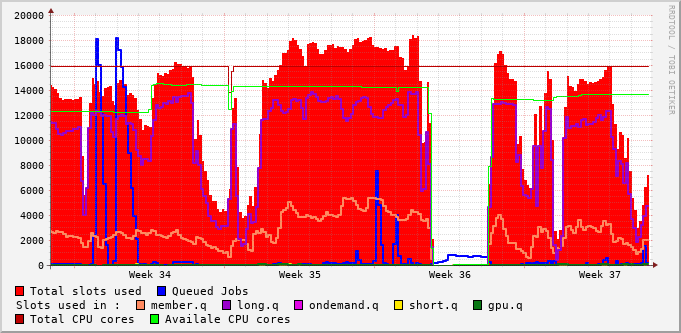 RRDTOOL / TOBI OETIKER
20000
18000
16000
14000
12000
10000
8000
6000
4000
2000
0
Week 34 Week 35 Week 36 Week 37
Total slots used Queued Jobs
Slots used in : member.q long.q ondemand.q short.q gpu.q
Total CPU cores Availale CPU cores